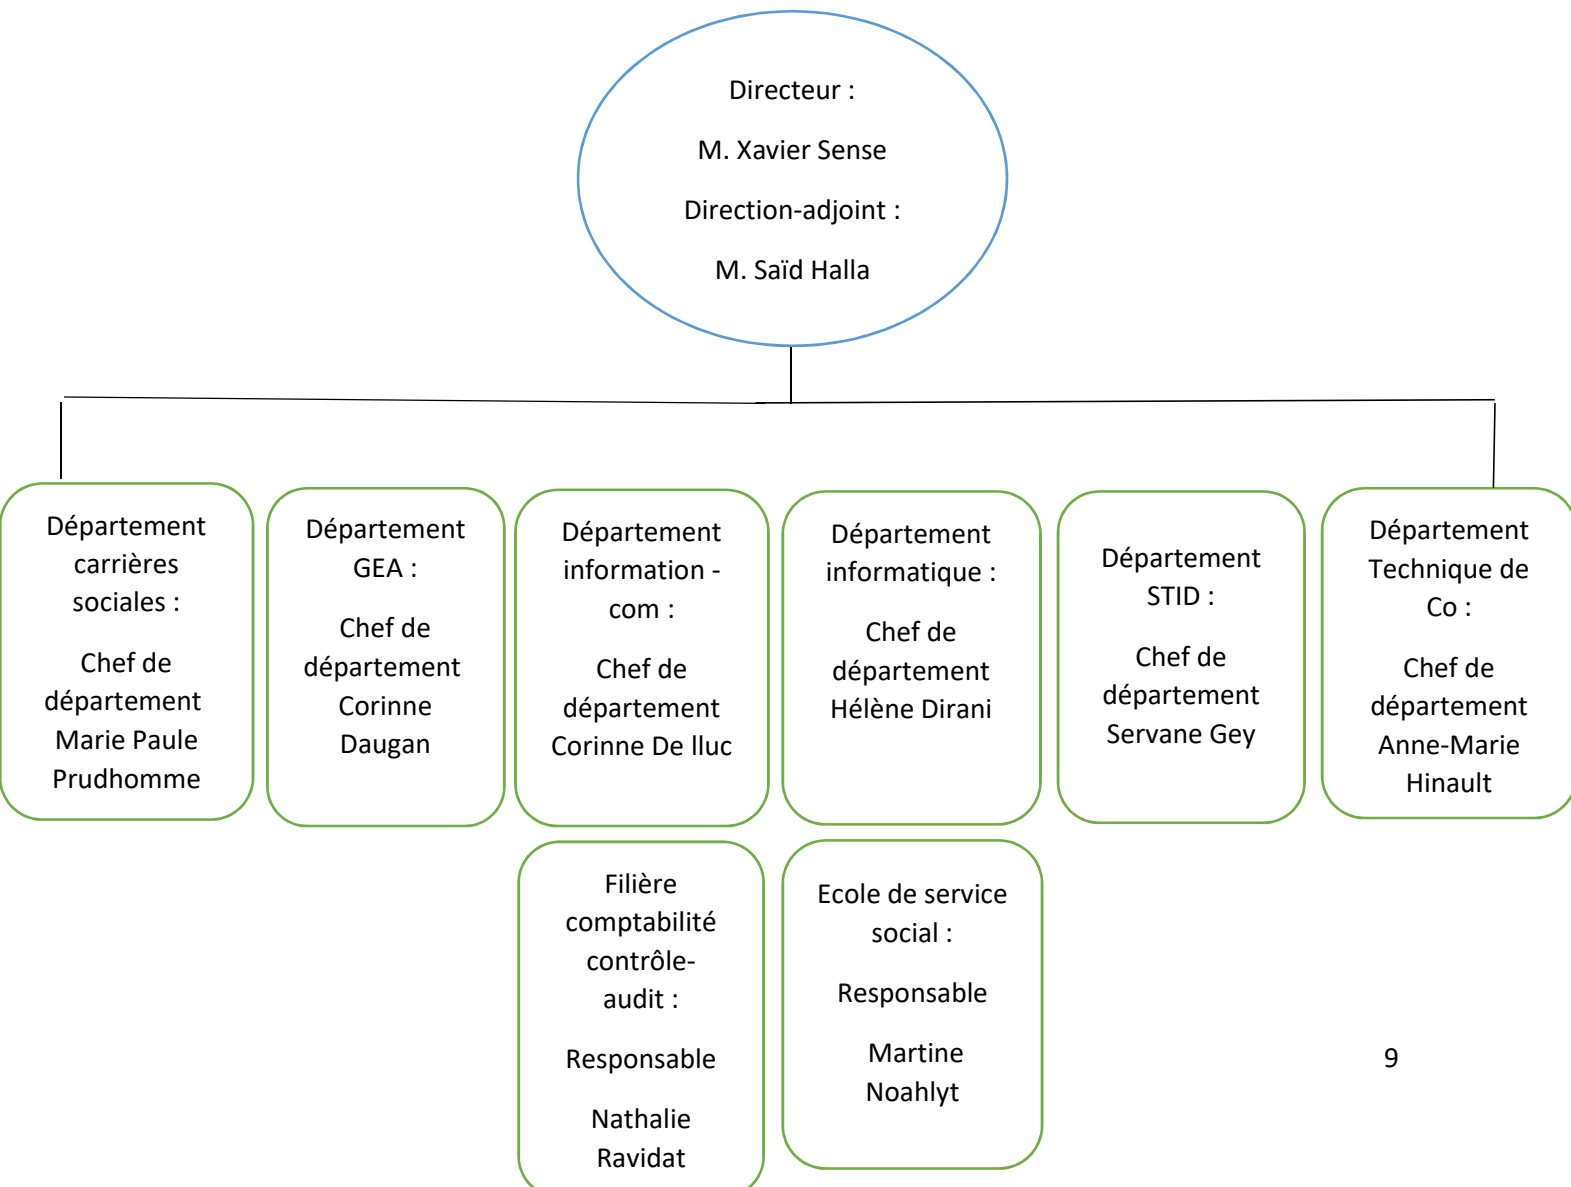 Directeur :
M. Xavier Sense
Direction-adjoint :
M. Saïd Halla
Département
carrières
sociales :
Chef de
département
Marie Paule
Prudhomme
Département
GEA :
Chef de
département
Corinne
Daugan
Département
information -
com :
Chef de
département
Corinne De lluc
Département
informatique :
Chef de
département
Hélène Dirani
Département
STID :
Chef de
département
Servane Gey
Département
Technique de
Co :
Chef de
département
Anne-Marie
Hinault
Filière
comptabilité
contrôle-
audit :
Responsable
Nathalie
Ravidat
Ecole de service
social :
Responsable
Martine
Noahlyt
9